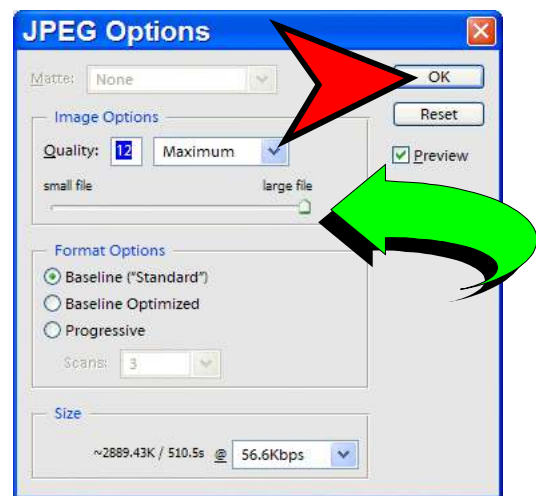 JPEG Options
Matte: None
OK
Image Options
Reset
Quality: 12 Maximum
Preview
small file large file
Format Options
Baseline ("Standard")
Baseline Optimized
Progressive
Scans: 3
Size
~2889.43K / 510.5s @ 56.6Kbps